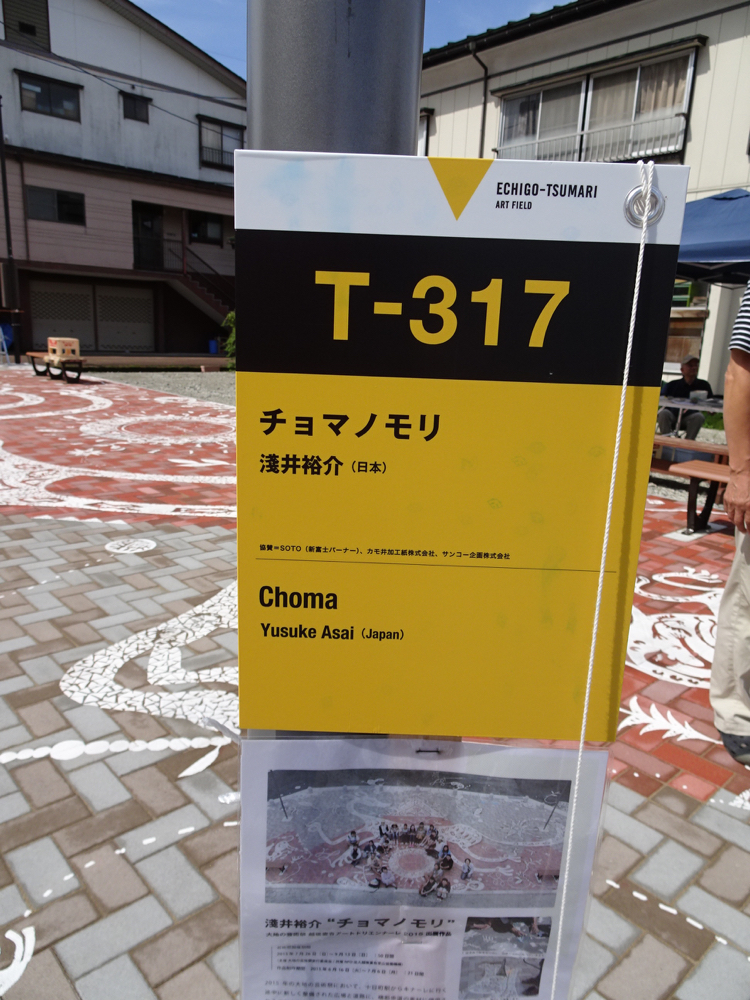 ECHIGO-TSUMARI
ART FIELD
T-317
チョマノモリ
淺井裕介（日本）
協賛＝SOTO（新富士バーナー）、カモ井加工紙株式会社、サンコー企画株式会社
Choma
Yusuke Asai（Japan）
淺井裕介 "チョマノモリ"